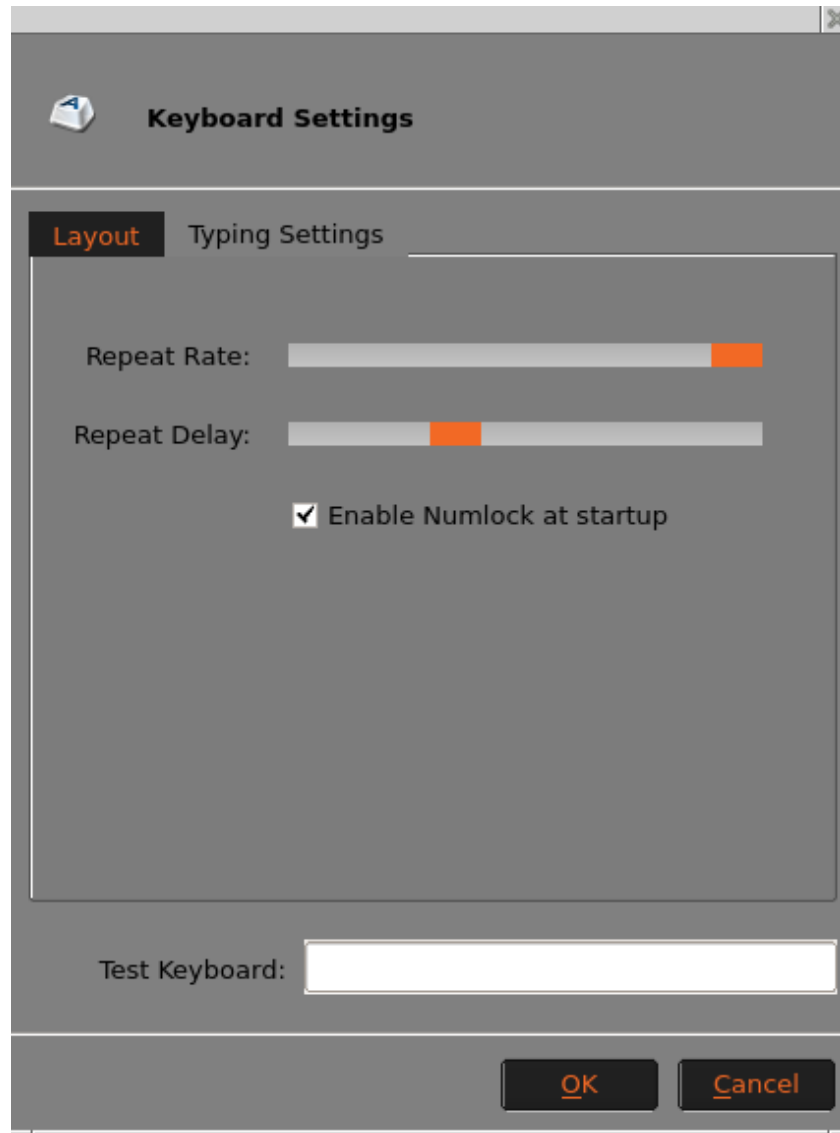 Keyboard Settings
Layout Typing Settings
Repeat Rate:
Repeat Delay:
Enable Numlock at startup
Test Keyboard:
OK Cancel